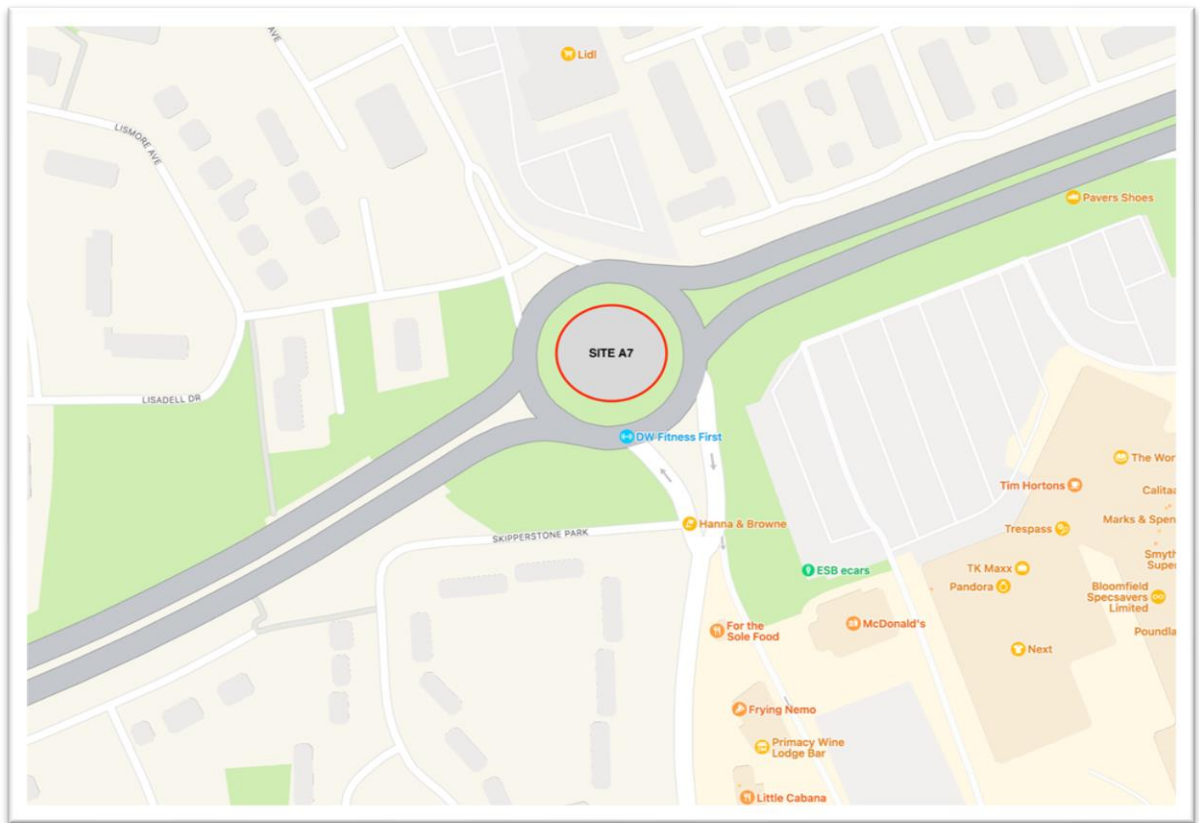 AVE
AVE
Lidl
LISMORE AVE
Pavers Shoes
SITE A7
LISADELL DR
DW Fitness First
The Wor
Tim Hortons
Calita
Hanna & Browne
Marks & Spen
Trespass
SKIPPERSTONE PARK
Smyth
Supe
ESB ecars
TK Maxx
Pandora
Bloomfield
Specsavers
Limited
For the
Sole Food
McDonald's
Poundla
Next
Frying Nemo
Primacy Wine
Lodge Bar
Little Cabana